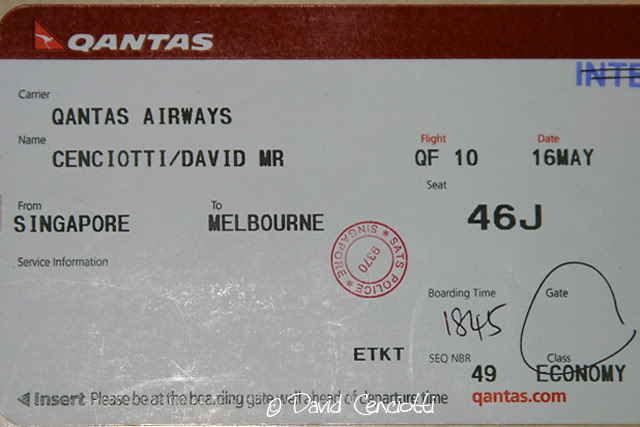 QANTAS
INTE
Carrier
QANTAS AIRWAYS
Name
CENCIOTTI/DAVID MR
Flight
QF 10
Date
16MAY
Seat
46J
From
SINGAPORE
To
MELBOURNE
Service Information
SATS POLICE * SINGAPORE *
9370
Boarding Time
1845
Gate
ETKT
SEQ NBR
49
Class
ECONOMY
Insert Please be at the boarding gate well ahead of departure time
qantas.com
© David Cenciotti